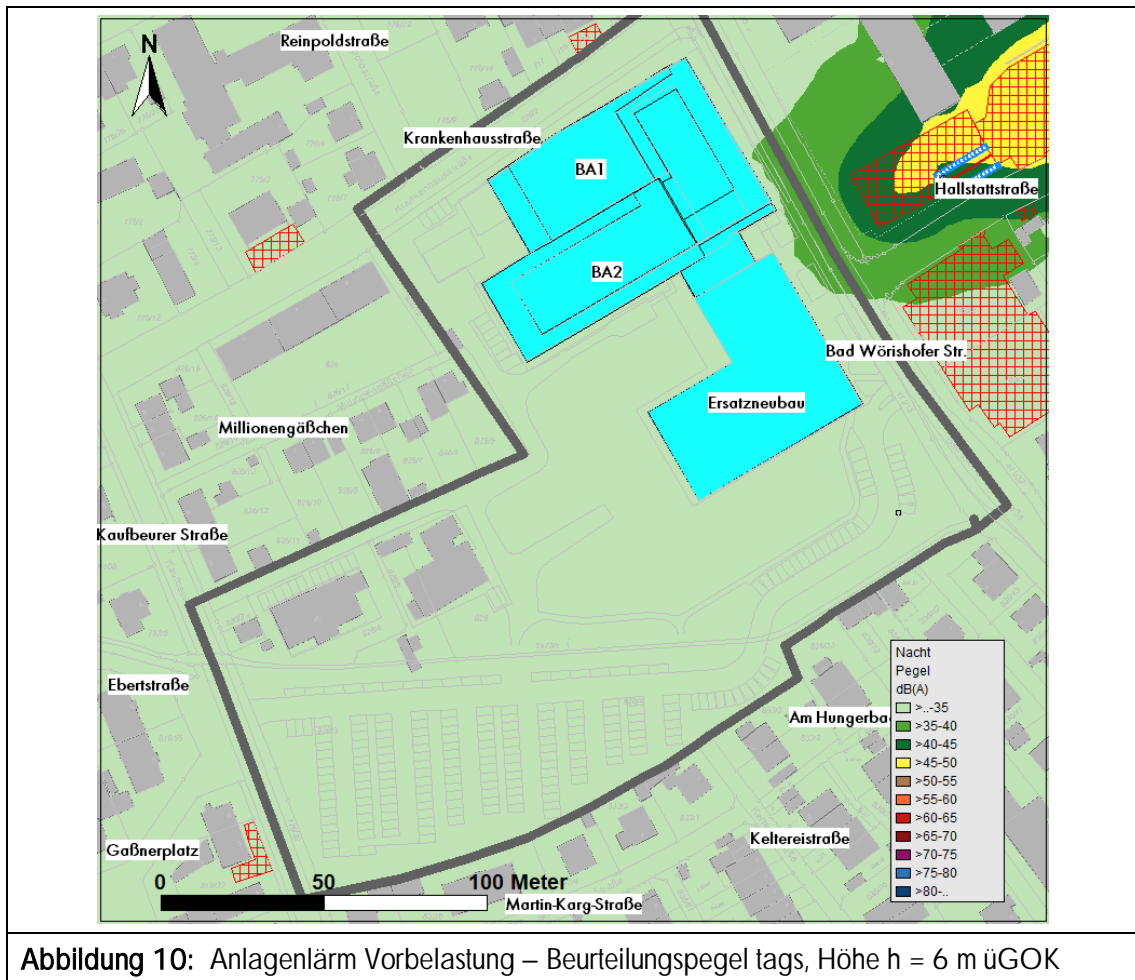 N
Reinpoldstraße
Krankenhausstraße
BA1
Hallstattstraße
BA2
Bad Wörishofer Str.
Ersatzneubau
Millionengäßchen
Kaufbeurer Straße
Ebertstraße
Am Hungerba
Gaßnerplatz
Keltereistraße
Martin-Karg-Straße
0 50 100 Meter
Nacht
Pegel
dB(A)
>..-35
>35-40
>40-45
>45-50
>50-55
>55-60
>60-65
>65-70
>70-75
>75-80
>80-..
Abbildung 10: Anlagenlärm Vorbelastung – Beurteilungspegel tags, Höhe h = 6 m üGOK